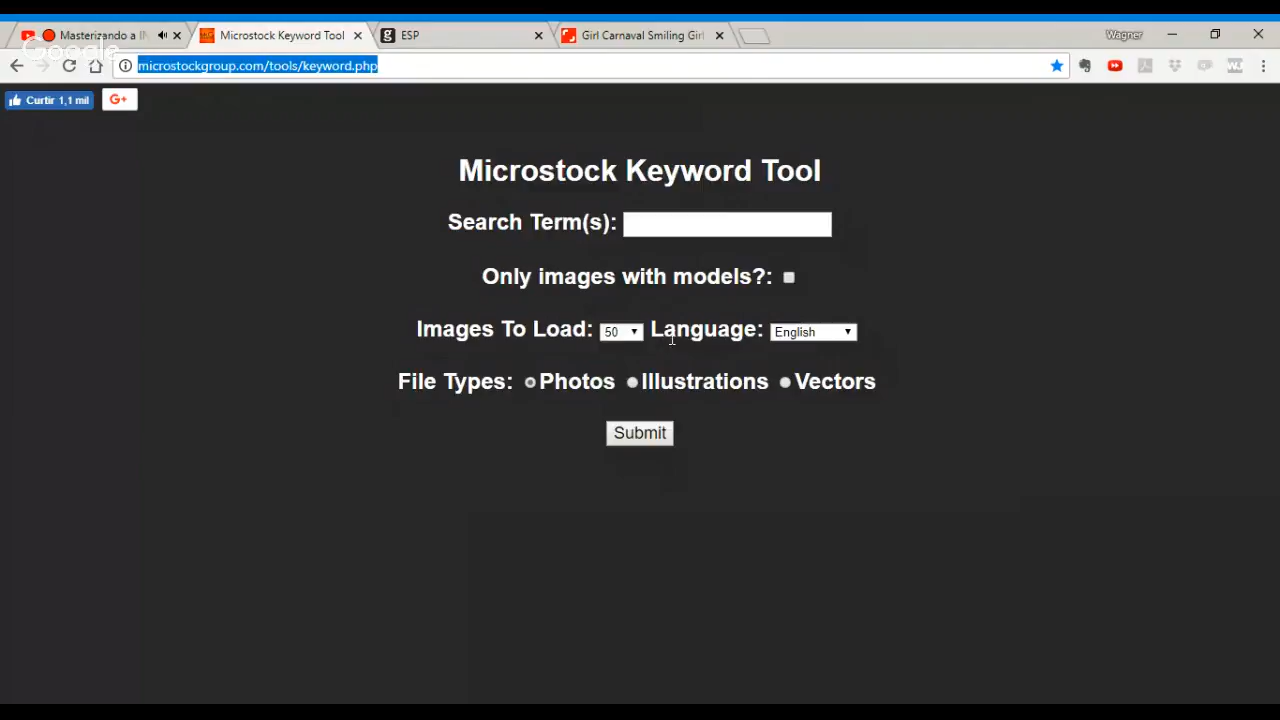 Masterizando a IN
Microstock Keyword Tool
ESP
Girl Carnaval Smiling Girl
Wagner
Google
microstockgroup.com/tools/keyword.php
Curtir 1,1 mil
G+
Microstock Keyword Tool
Search Term(s):
Only images with models?:
Images To Load: 50 Language: English
File Types: Photos Illustrations Vectors
Submit